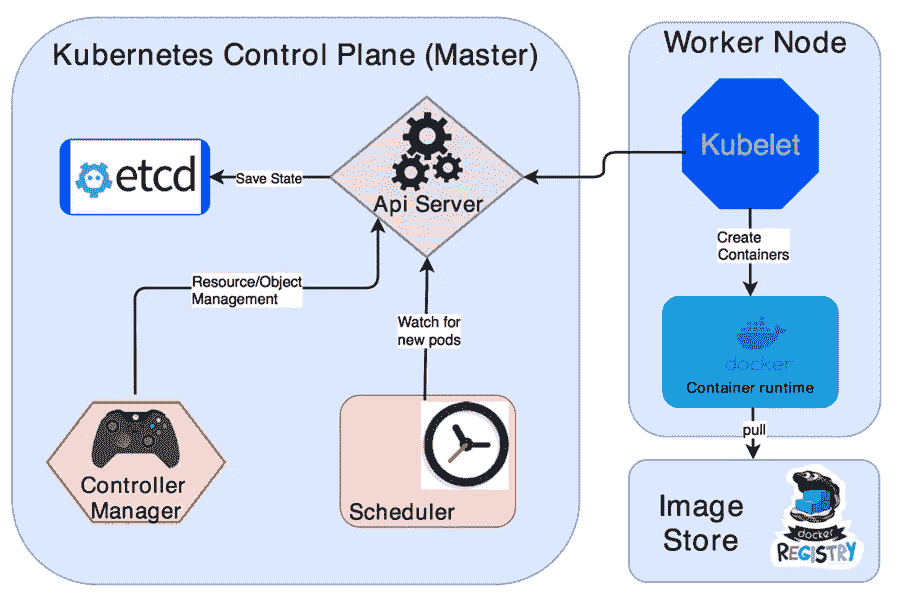 Kubernetes Control Plane (Master)
etcd
Save State
Api Server
Resource/Object
Management
Watch for
new pods
Controller
Manager
Scheduler
Worker Node
Kubelet
Create
Containers
docker
Container runtime
pull
Image
Store
docker
REGISTRY